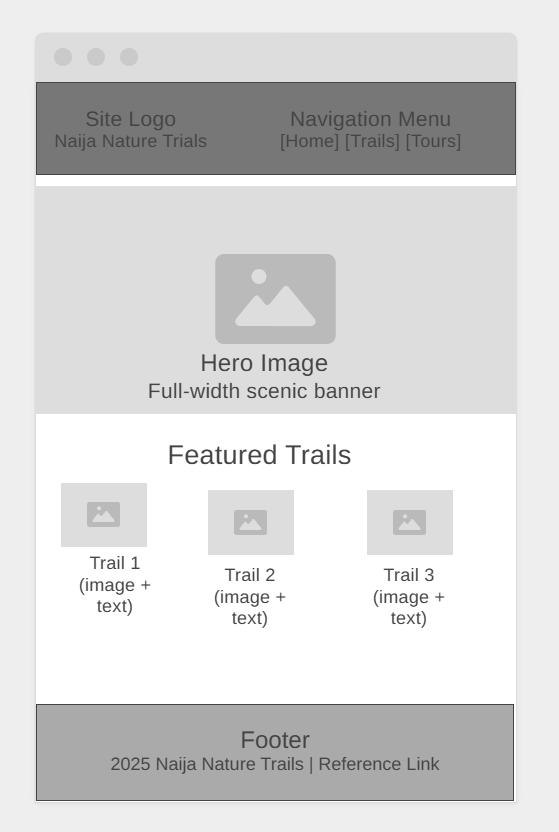 Site Logo
Naija Nature Trials
Navigation Menu
[Home] [Trails] [Tours]
Hero Image
Full-width scenic banner
Featured Trails
Trail 1
(image +
text)
Trail 2
(image +
text)
Trail 3
(image +
text)
Footer
2025 Naija Nature Trails | Reference Link